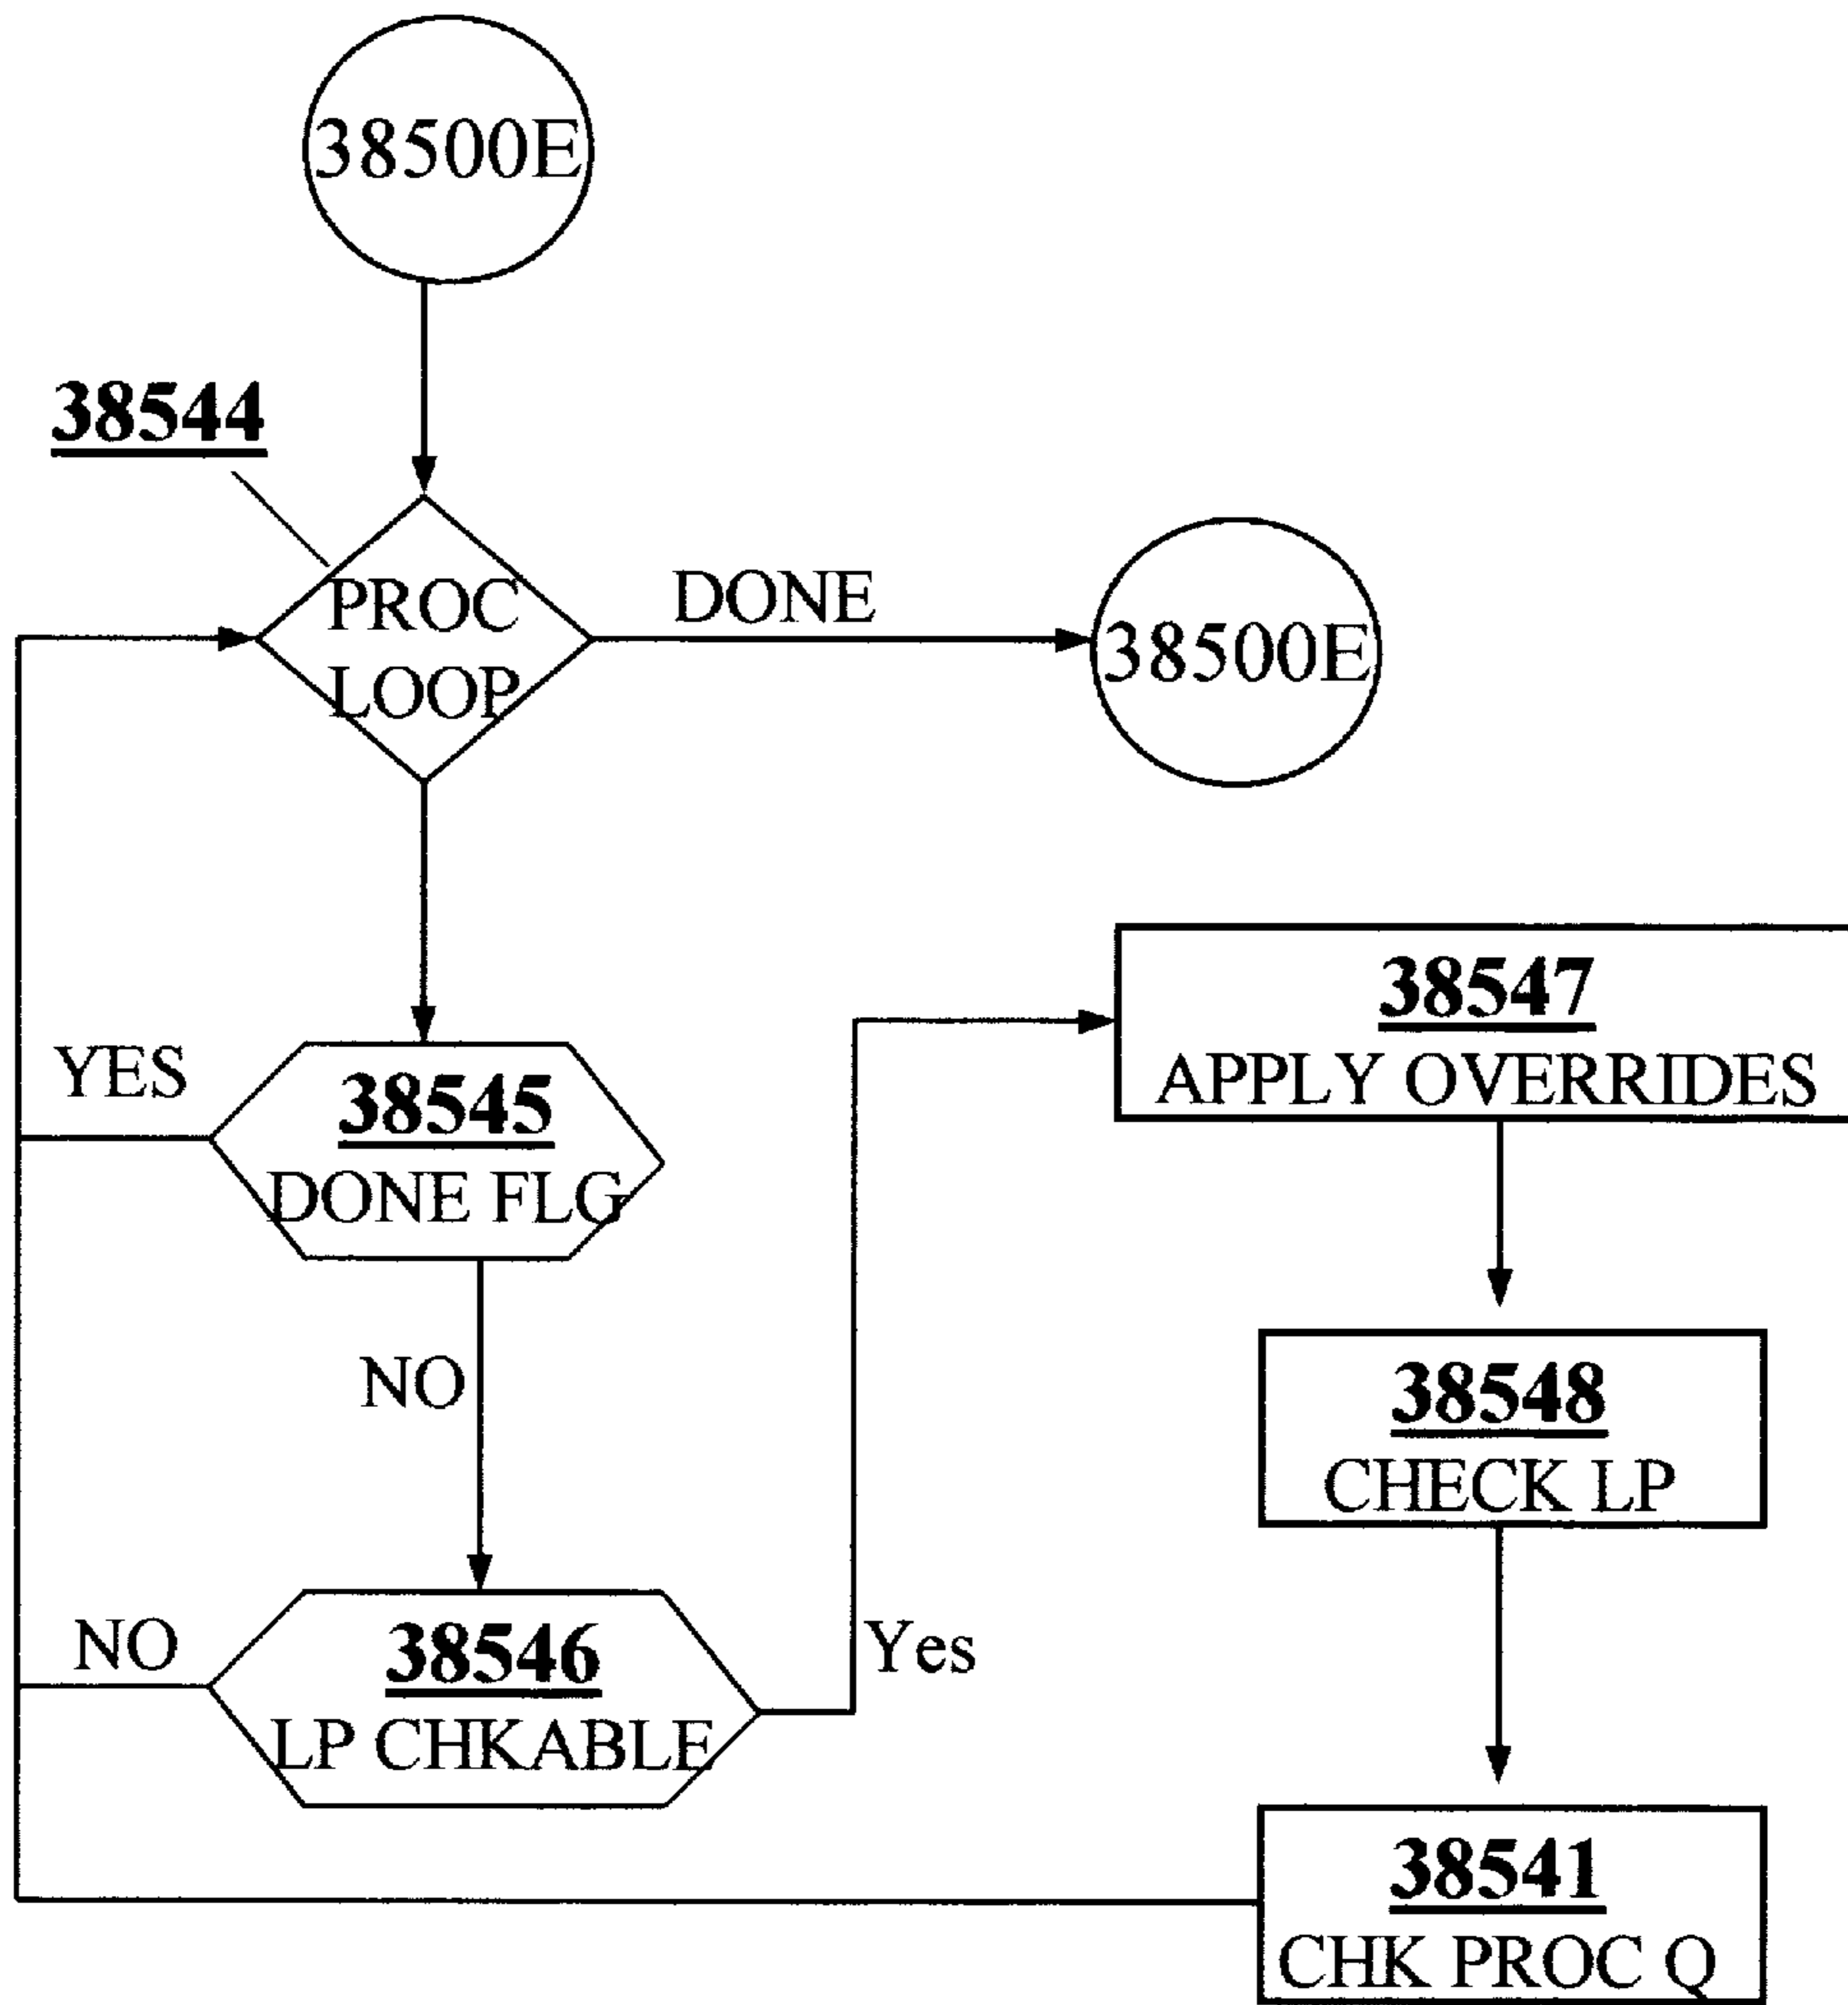 38500E
38544
PROC
LOOP
DONE
38500E
YES
38545
DONE FLG
NO
NO
38546
LP CHKABLE
Yes
38547
APPLY OVERRIDES
38548
CHECK LP
38541
CHK PROC Q